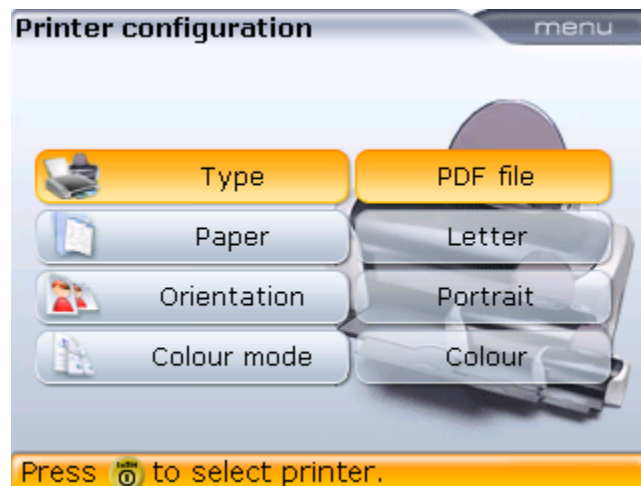 Printer configuration
menu
Type
PDF file
Paper
Letter
Orientation
Portrait
Colour mode
Colour
Press to select printer.